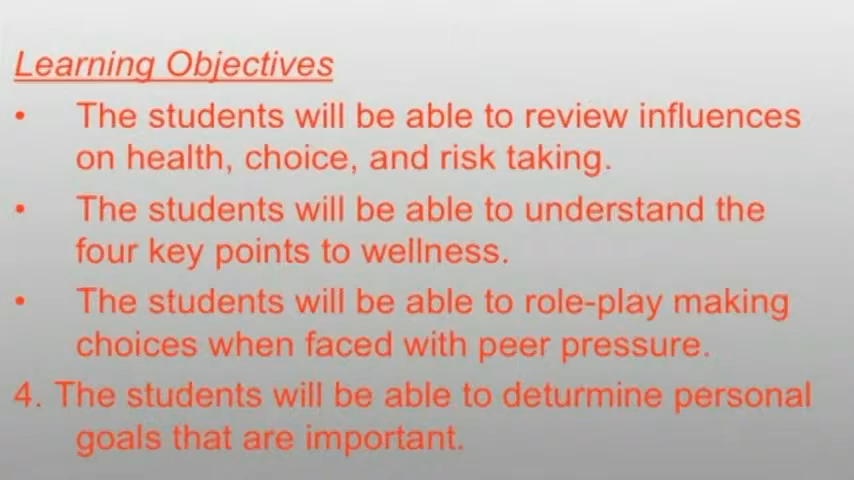 Learning Objectives
• The students will be able to review influences
on health, choice, and risk taking.
• The students will be able to understand the
four key points to wellness.
• The students will be able to role-play making
choices when faced with peer pressure.
4. The students will be able to deturmine personal
goals that are important.